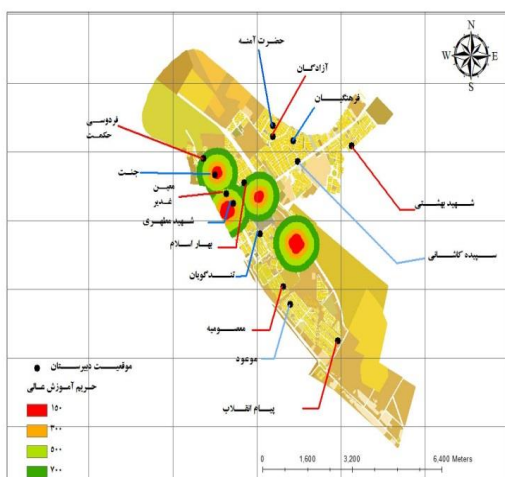 N
W E
S
حضرت آمنه
آزادگان
فرهنگیان
فردوسی
حکمت
جنت
معین
غدیر
شهید مطهری
بهار اسلام
تندگویان
شهید بهشتی
سپیده کاشانی
معصومیه
موعود
پیام انقلاب
موقعیت دبیرستان
حریم آموزش عالی
۱۵۰
۳۰۰
۵۰۰
۷۰۰
0 1,600 3,200 6,400 Meters